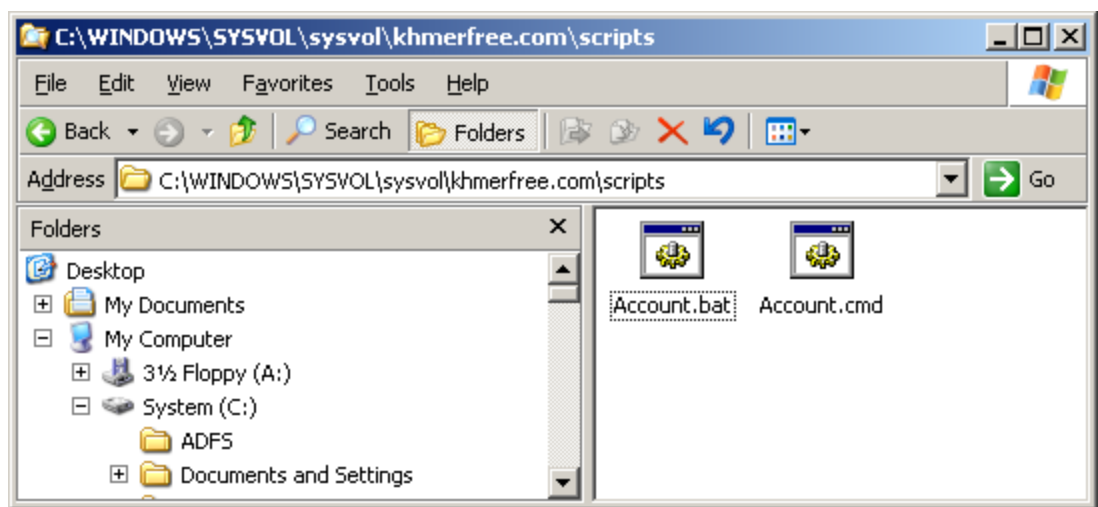 C:\WINDOWS\SYSVOL\sysvol\khmerfree.com\scripts
File Edit View Favorites Tools Help
Back Search Folders
Address C:\WINDOWS\SYSVOL\sysvol\khmerfree.com\scripts Go
Folders
Desktop
My Documents
My Computer
3½ Floppy (A:)
System (C:)
ADFS
Documents and Settings
Account.bat Account.cmd